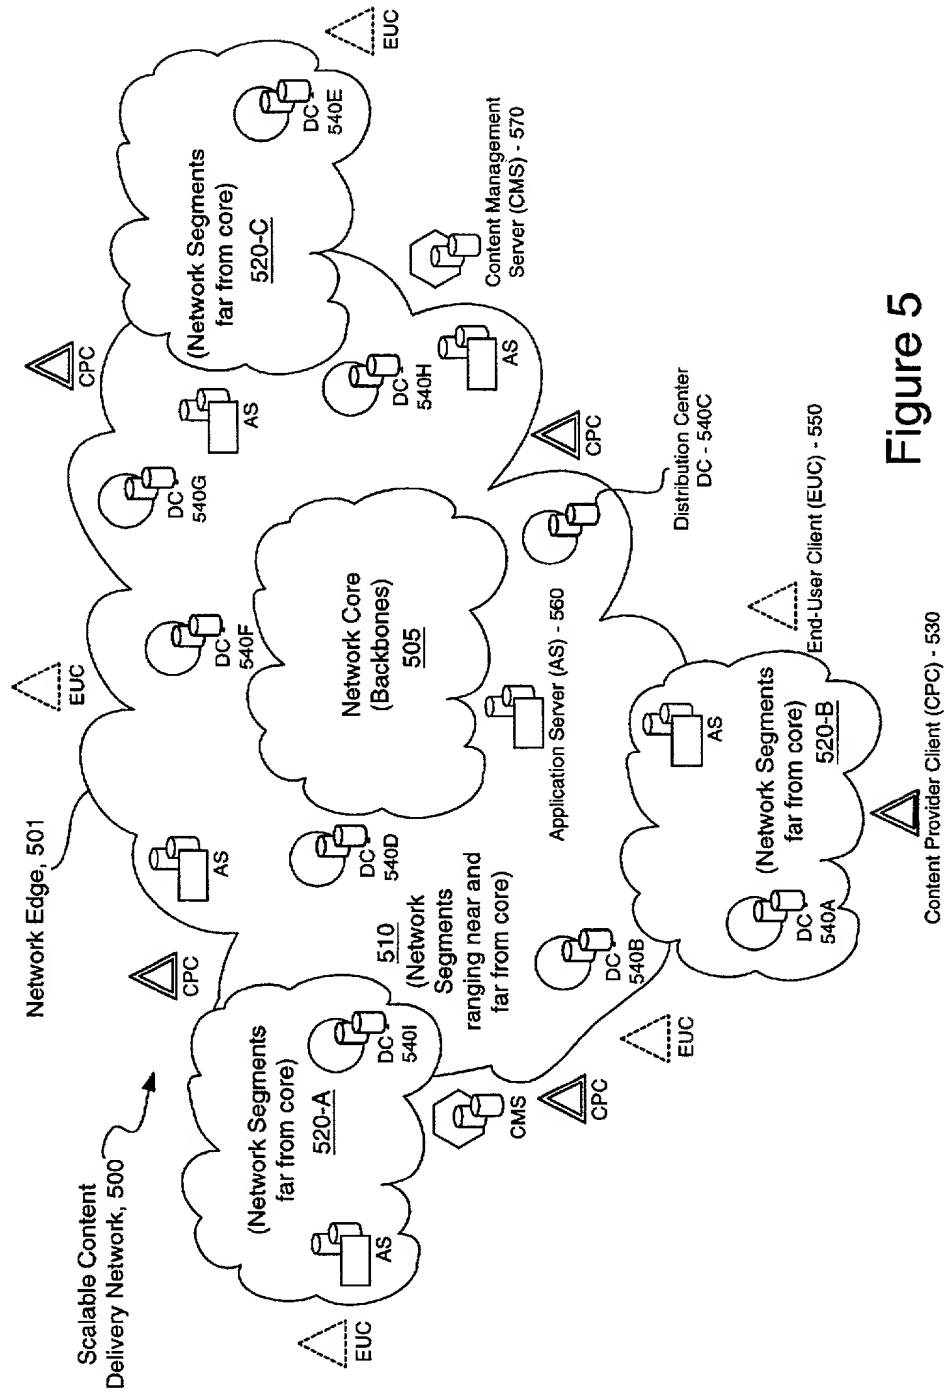 Scalable Content
Delivery Network, 500
Network Edge, 501
EUC
CPC
EUC
CPC
EUC
(Network Segments
far from core)
520-A
AS
DC
540I
AS
DC
540F
DC
540G
AS
(Network Segments
far from core)
520-C
DC
540E
DC
540D
Network Core
(Backbones)
505
DC
540H
AS
510
(Network
Segments
ranging near and
far from core)
CMS
CPC
Application Server (AS) - 560
CPC
Content Management
Server (CMS) - 570
DC
540B
EUC
(Network Segments
far from core)
520-B
AS
DC
540A
Distribution Center
DC - 540C
End-User Client (EUC) - 550
Content Provider Client (CPC) - 530
Figure 5